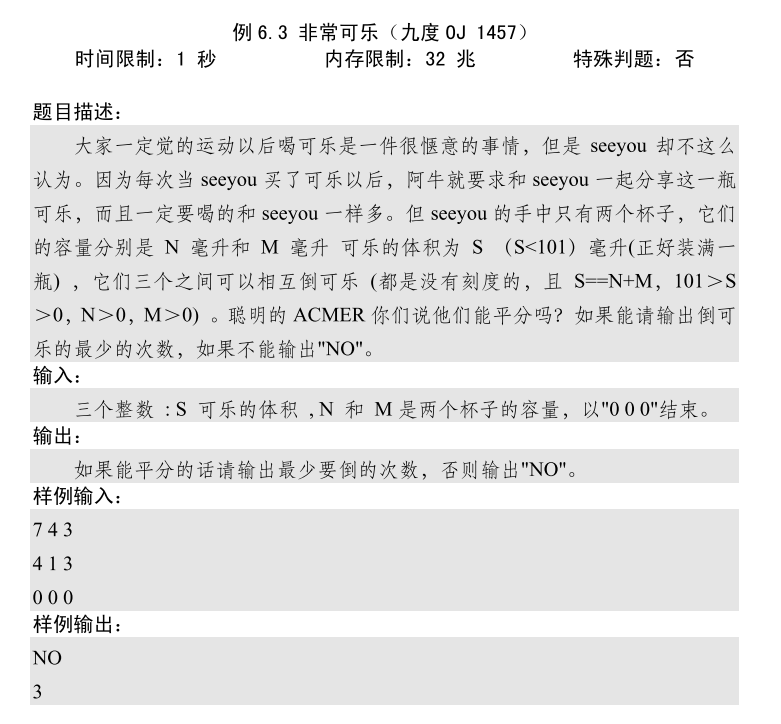 例 6.3 非常可乐（九度 OJ 1457）
时间限制：1 秒 内存限制：32 兆 特殊判题：否
题目描述：
大家一定觉的运动以后喝可乐是一件很惬意的事情，但是 seeyou 却不这么
认为。因为每次当 seeyou 买了可乐以后，阿牛就要求和 seeyou 一起分享这一瓶
可乐，而且一定要喝的和 seeyou 一样多。但 seeyou 的手中只有两个杯子，它们
的容量分别是 N 毫升和 M 毫升 可乐的体积为 S （S<101）毫升(正好装满一
瓶) ，它们三个之间可以相互倒可乐 (都是没有刻度的，且 S==N+M，101＞S
＞0，N＞0，M＞0) 。聪明的 ACMER 你们说他们能平分吗？如果能请输出倒可
乐的最少的次数，如果不能输出"NO"。
输入：
三个整数 : S 可乐的体积 , N 和 M 是两个杯子的容量，以"0 0 0"结束。
输出：
如果能平分的话请输出最少要倒的次数，否则输出"NO"。
样例输入：
7 4 3
4 1 3
0 0 0
样例输出：
NO
3